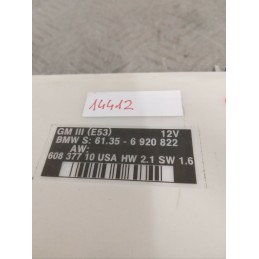 14412
GM III (E53) 12V
BMW S: 61.35 - 6 920 822
AW:
608 377 10 USA HW 2.1 SW 1.6